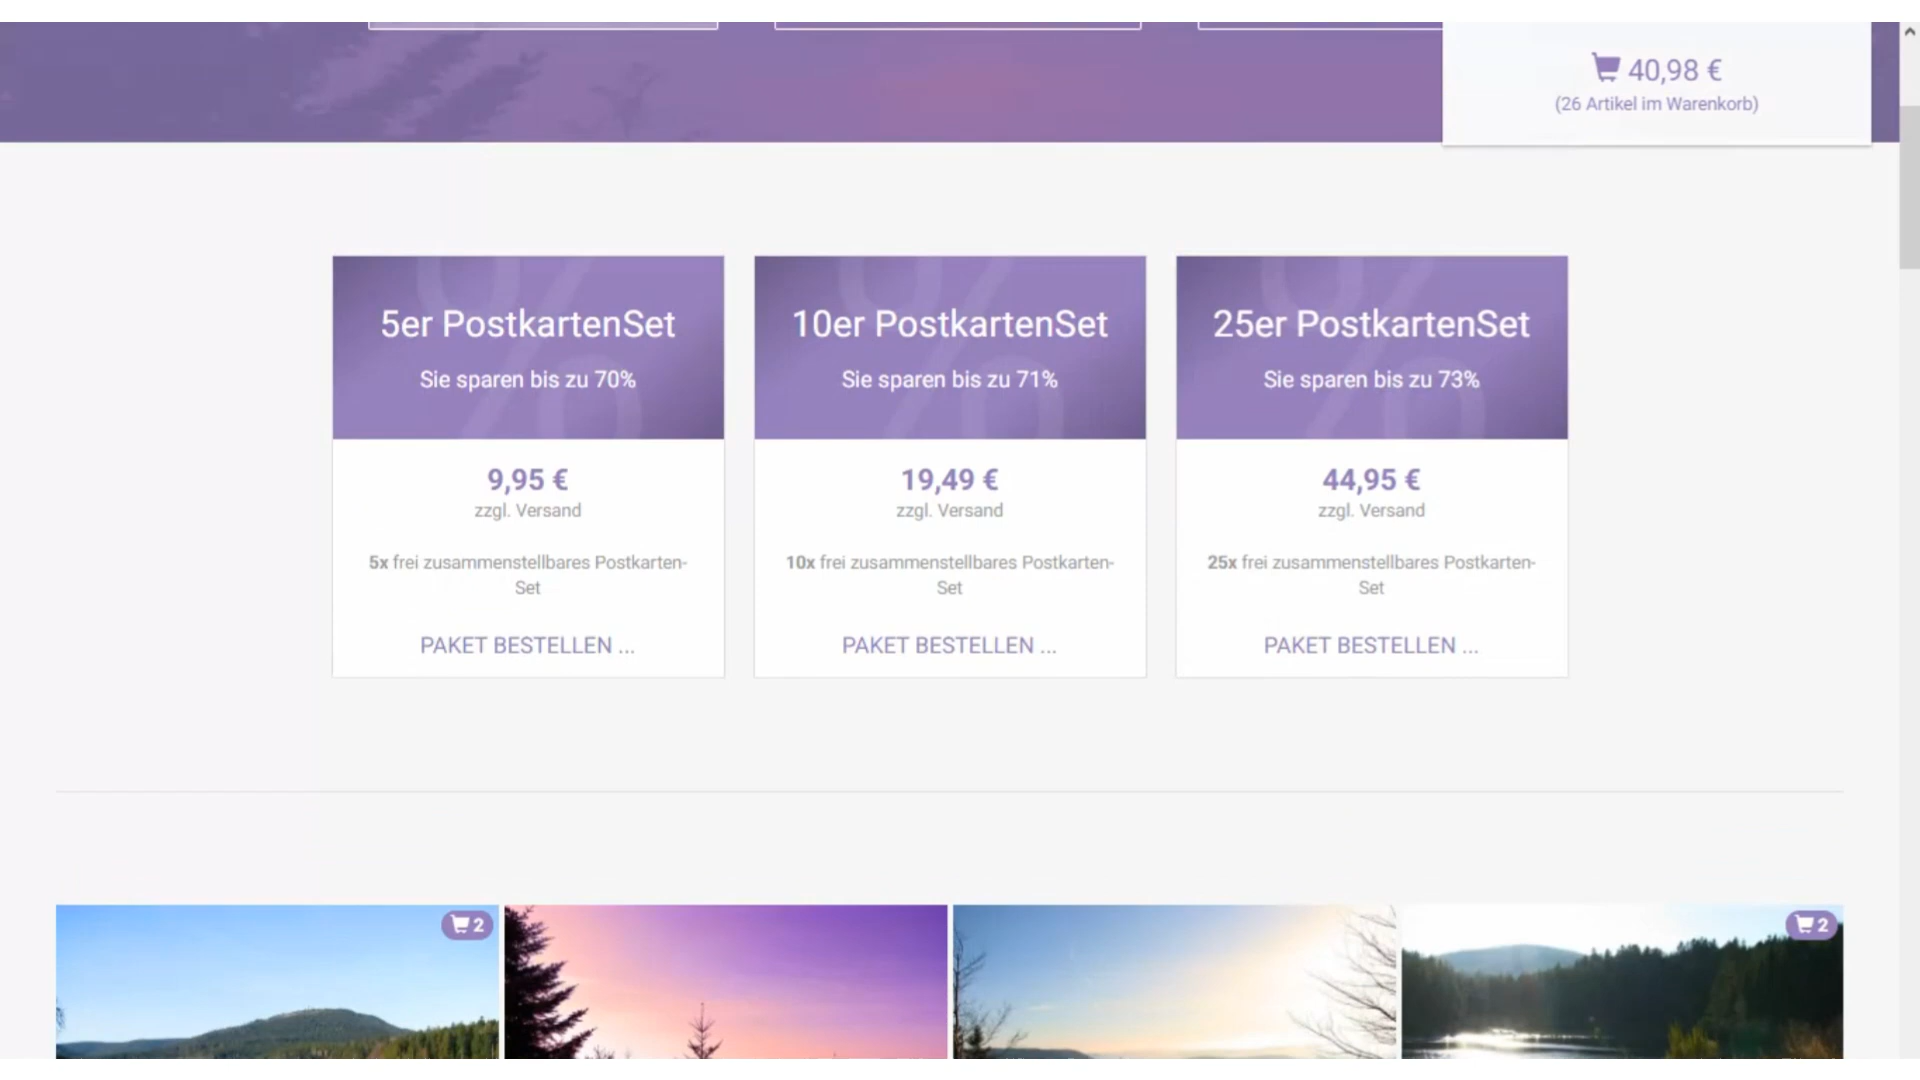 40,98 €
(26 Artikel im Warenkorb)
5er PostkartenSet
Sie sparen bis zu 70%
9,95 €
zzgl. Versand
5x frei zusammenstellbares Postkarten-
Set
PAKET BESTELLEN ...
10er PostkartenSet
Sie sparen bis zu 71%
19,49 €
zzgl. Versand
10x frei zusammenstellbares Postkarten-
Set
PAKET BESTELLEN ...
25er PostkartenSet
Sie sparen bis zu 73%
44,95 €
zzgl. Versand
25x frei zusammenstellbares Postkarten-
Set
PAKET BESTELLEN ...
2
2